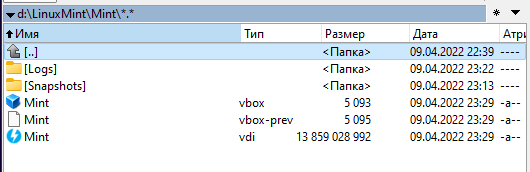 d:\LinuxMint\Mint\*.* * ▼
Имя Тип Размер Дата Атри
[..] <Папка> 09.04.2022 22:39 ----
[Logs] <Папка> 09.04.2022 23:22 ----
[Snapshots] <Папка> 09.04.2022 23:13 ----
Mint vbox 5 093 09.04.2022 23:29 -a--
Mint vbox-prev 5 095 09.04.2022 23:29 -a--
Mint vdi 13 859 028 992 09.04.2022 23:29 -a--